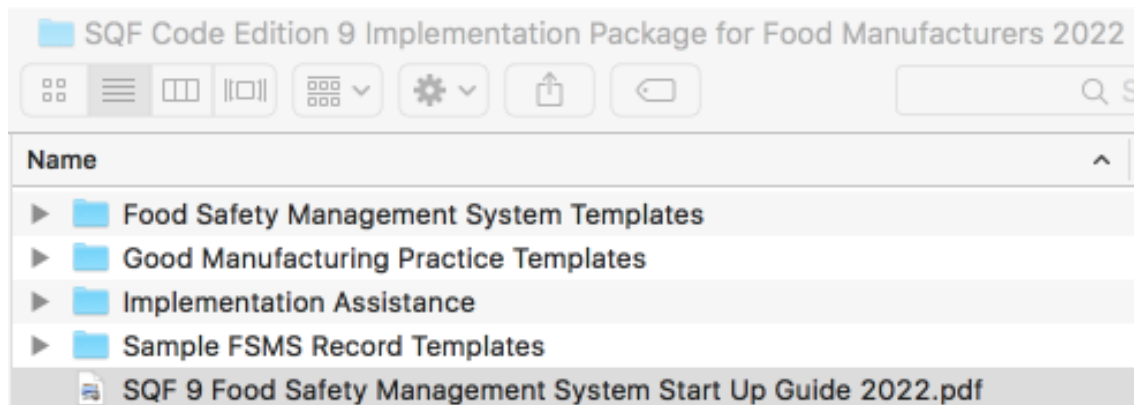 SQF Code Edition 9 Implementation Package for Food Manufacturers 2022
Name
Food Safety Management System Templates
Good Manufacturing Practice Templates
Implementation Assistance
Sample FSMS Record Templates
SQF 9 Food Safety Management System Start Up Guide 2022.pdf